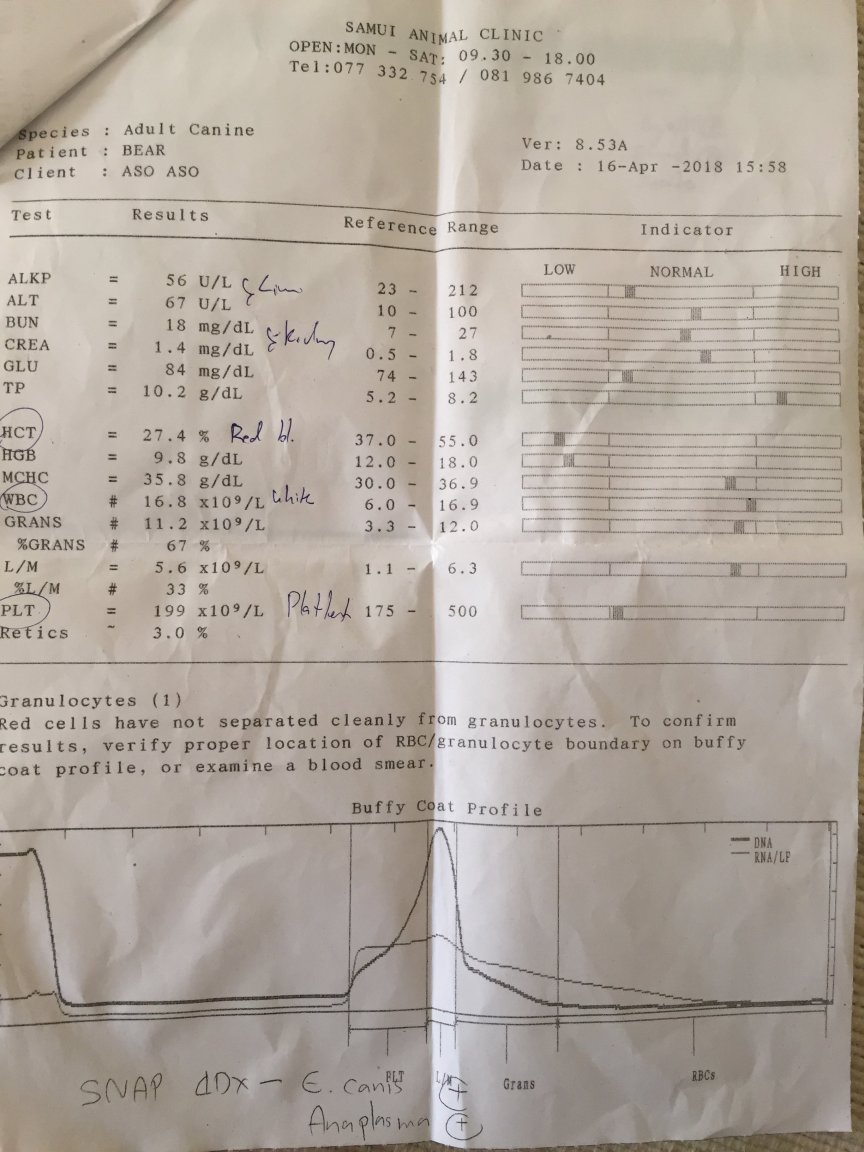 SAMUI ANIMAL CLINIC
OPEN:MON - SAT: 09.30 - 18.00
Tel:077 332 754 / 081 986 7404
Species : Adult Canine
Ver: 8.53A
Patient : BEAR
Date : 16-Apr -2018 15:58
Client : ASO ASO
Test Results Reference Range Indicator
LOW NORMAL HIGH
ALKP = 56 U/L 23 - 212
ALT = 67 U/L 10 - 100
BUN = 18 mg/dL 7 - 27
CREA = 1.4 mg/dL 0.5 - 1.8
GLU = 84 mg/dL 74 - 143
TP = 10.2 g/dL 5.2 - 8.2
HCT = 27.4 % Red bl. 37.0 - 55.0
HGB = 9.8 g/dL 12.0 - 18.0
MCHC = 35.8 g/dL 30.0 - 36.9
WBC # 16.8 x10⁹/L white 6.0 - 16.9
GRANS # 11.2 x10⁹/L 3.3 - 12.0
%GRANS # 67 %
L/M = 5.6 x10⁹/L 1.1 - 6.3
%L/M # 33 %
PLT = 199 x10⁹/L 175 - 500
Retics ~ 3.0 %
Granulocytes (1)
Red cells have not separated cleanly from granulocytes. To confirm
results, verify proper location of RBC/granulocyte boundary on buffy
coat profile, or examine a blood smear.
Buffy Coat Profile
DNA
RNA/LP
PLT L/M Grans RBCs
SNAP 4Dx - E. canis +
Anaplasma +